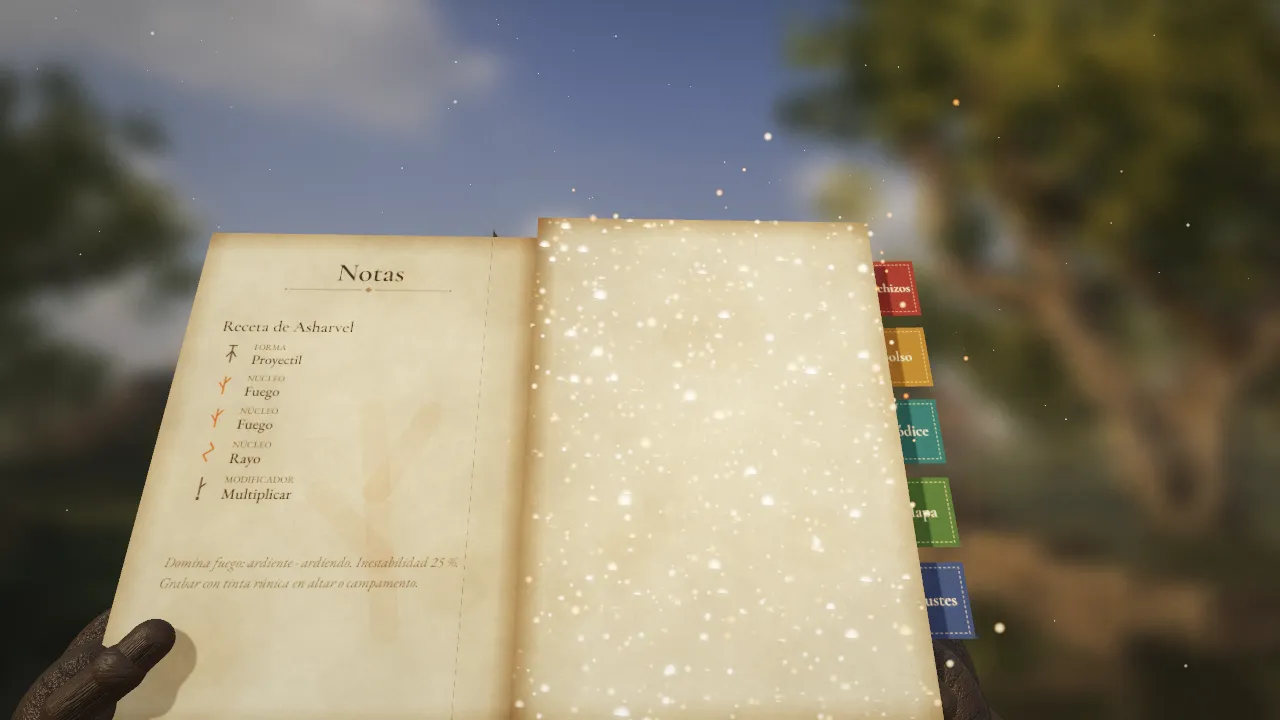 Notas
Receta de Asharvel
FORMA
Proyectil
NÚCLEO
Fuego
NÚCLEO
Fuego
NÚCLEO
Rayo
MODIFICADOR
Multiplicar
Domina fuego: ardiente - ardiendo. Inestabilidad 25 %.
Grabar con tinta rúnica en altar o campamento.
chizos
olso
ódice
apa
ustes